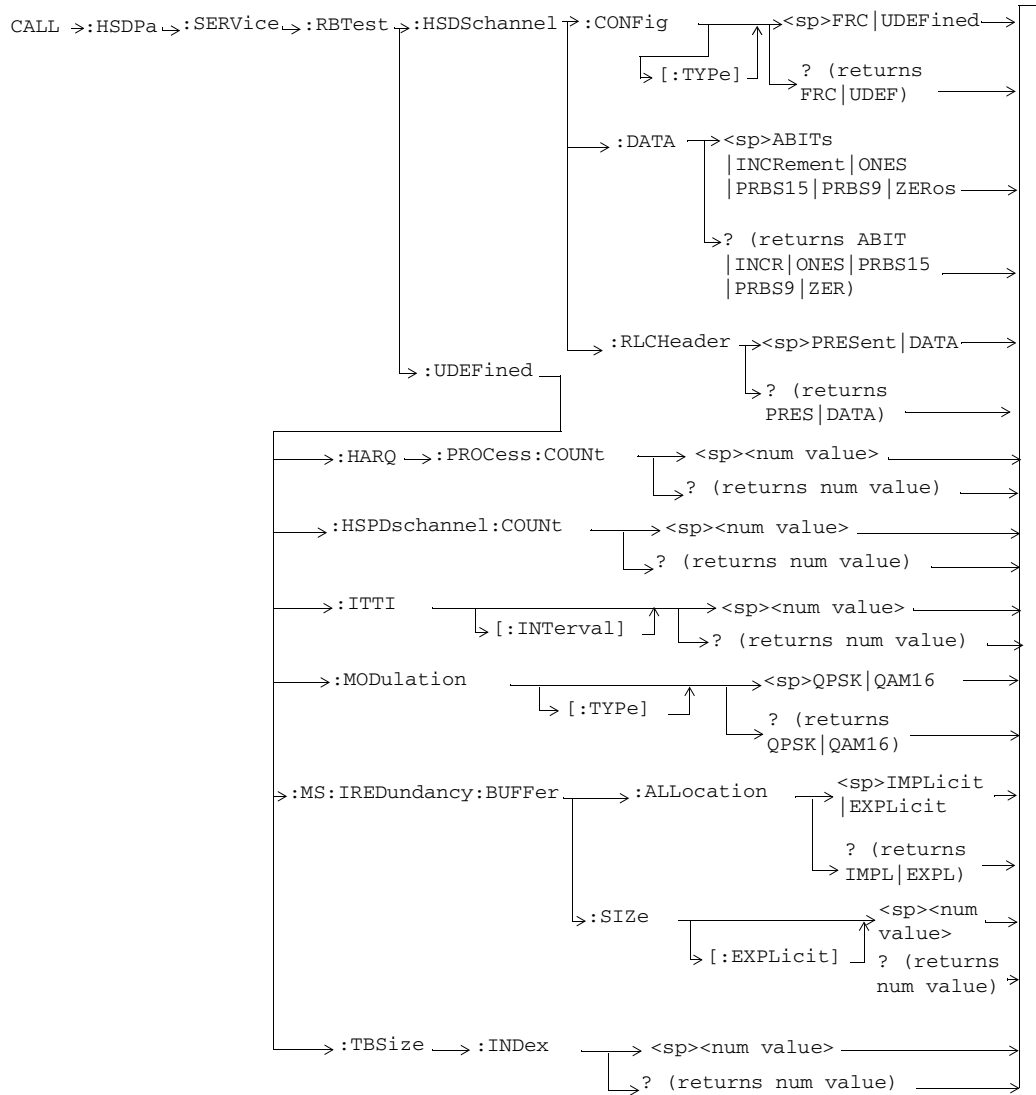 CALL :HSDPa :SERVice :RBTest :HSDSchannel :CONFig <sp>FRC|UDEFined
[:TYPe]
? (returns
FRC|UDEF)
:DATA <sp>ABITs
|INCRement|ONES
|PRBS15|PRBS9|ZERos
? (returns ABIT
|INCR|ONES|PRBS15
|PRBS9|ZER)
:RLCHeader <sp>PRESent|DATA
? (returns
PRES|DATA)
:UDEFined
:HARQ :PROCess:COUNt <sp><num value>
? (returns num value)
:HSPDschannel:COUNt <sp><num value>
? (returns num value)
:ITTI <sp><num value>
[:INTerval] ? (returns num value)
:MODulation <sp>QPSK|QAM16
[:TYPe]
? (returns
QPSK|QAM16)
:MS:IREDundancy:BUFFer :ALLocation <sp>IMPLicit
|EXPLicit
? (returns
IMPL|EXPL)
:SIZe <sp><num
value>
[:EXPLicit] ? (returns
num value)
:TBSize :INDex <sp><num value>
? (returns num value)